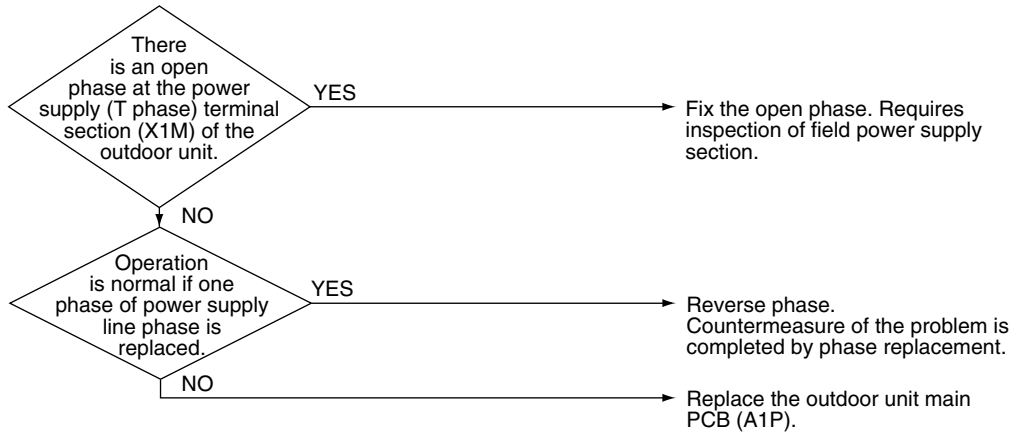 There
is an open
phase at the power
supply (T phase) terminal
section (X1M) of the
outdoor unit.
YES
Fix the open phase. Requires
inspection of field power supply
section.
NO
Operation
is normal if one
phase of power supply
line phase is
replaced.
YES
Reverse phase.
Countermeasure of the problem is
completed by phase replacement.
NO
Replace the outdoor unit main
PCB (A1P).